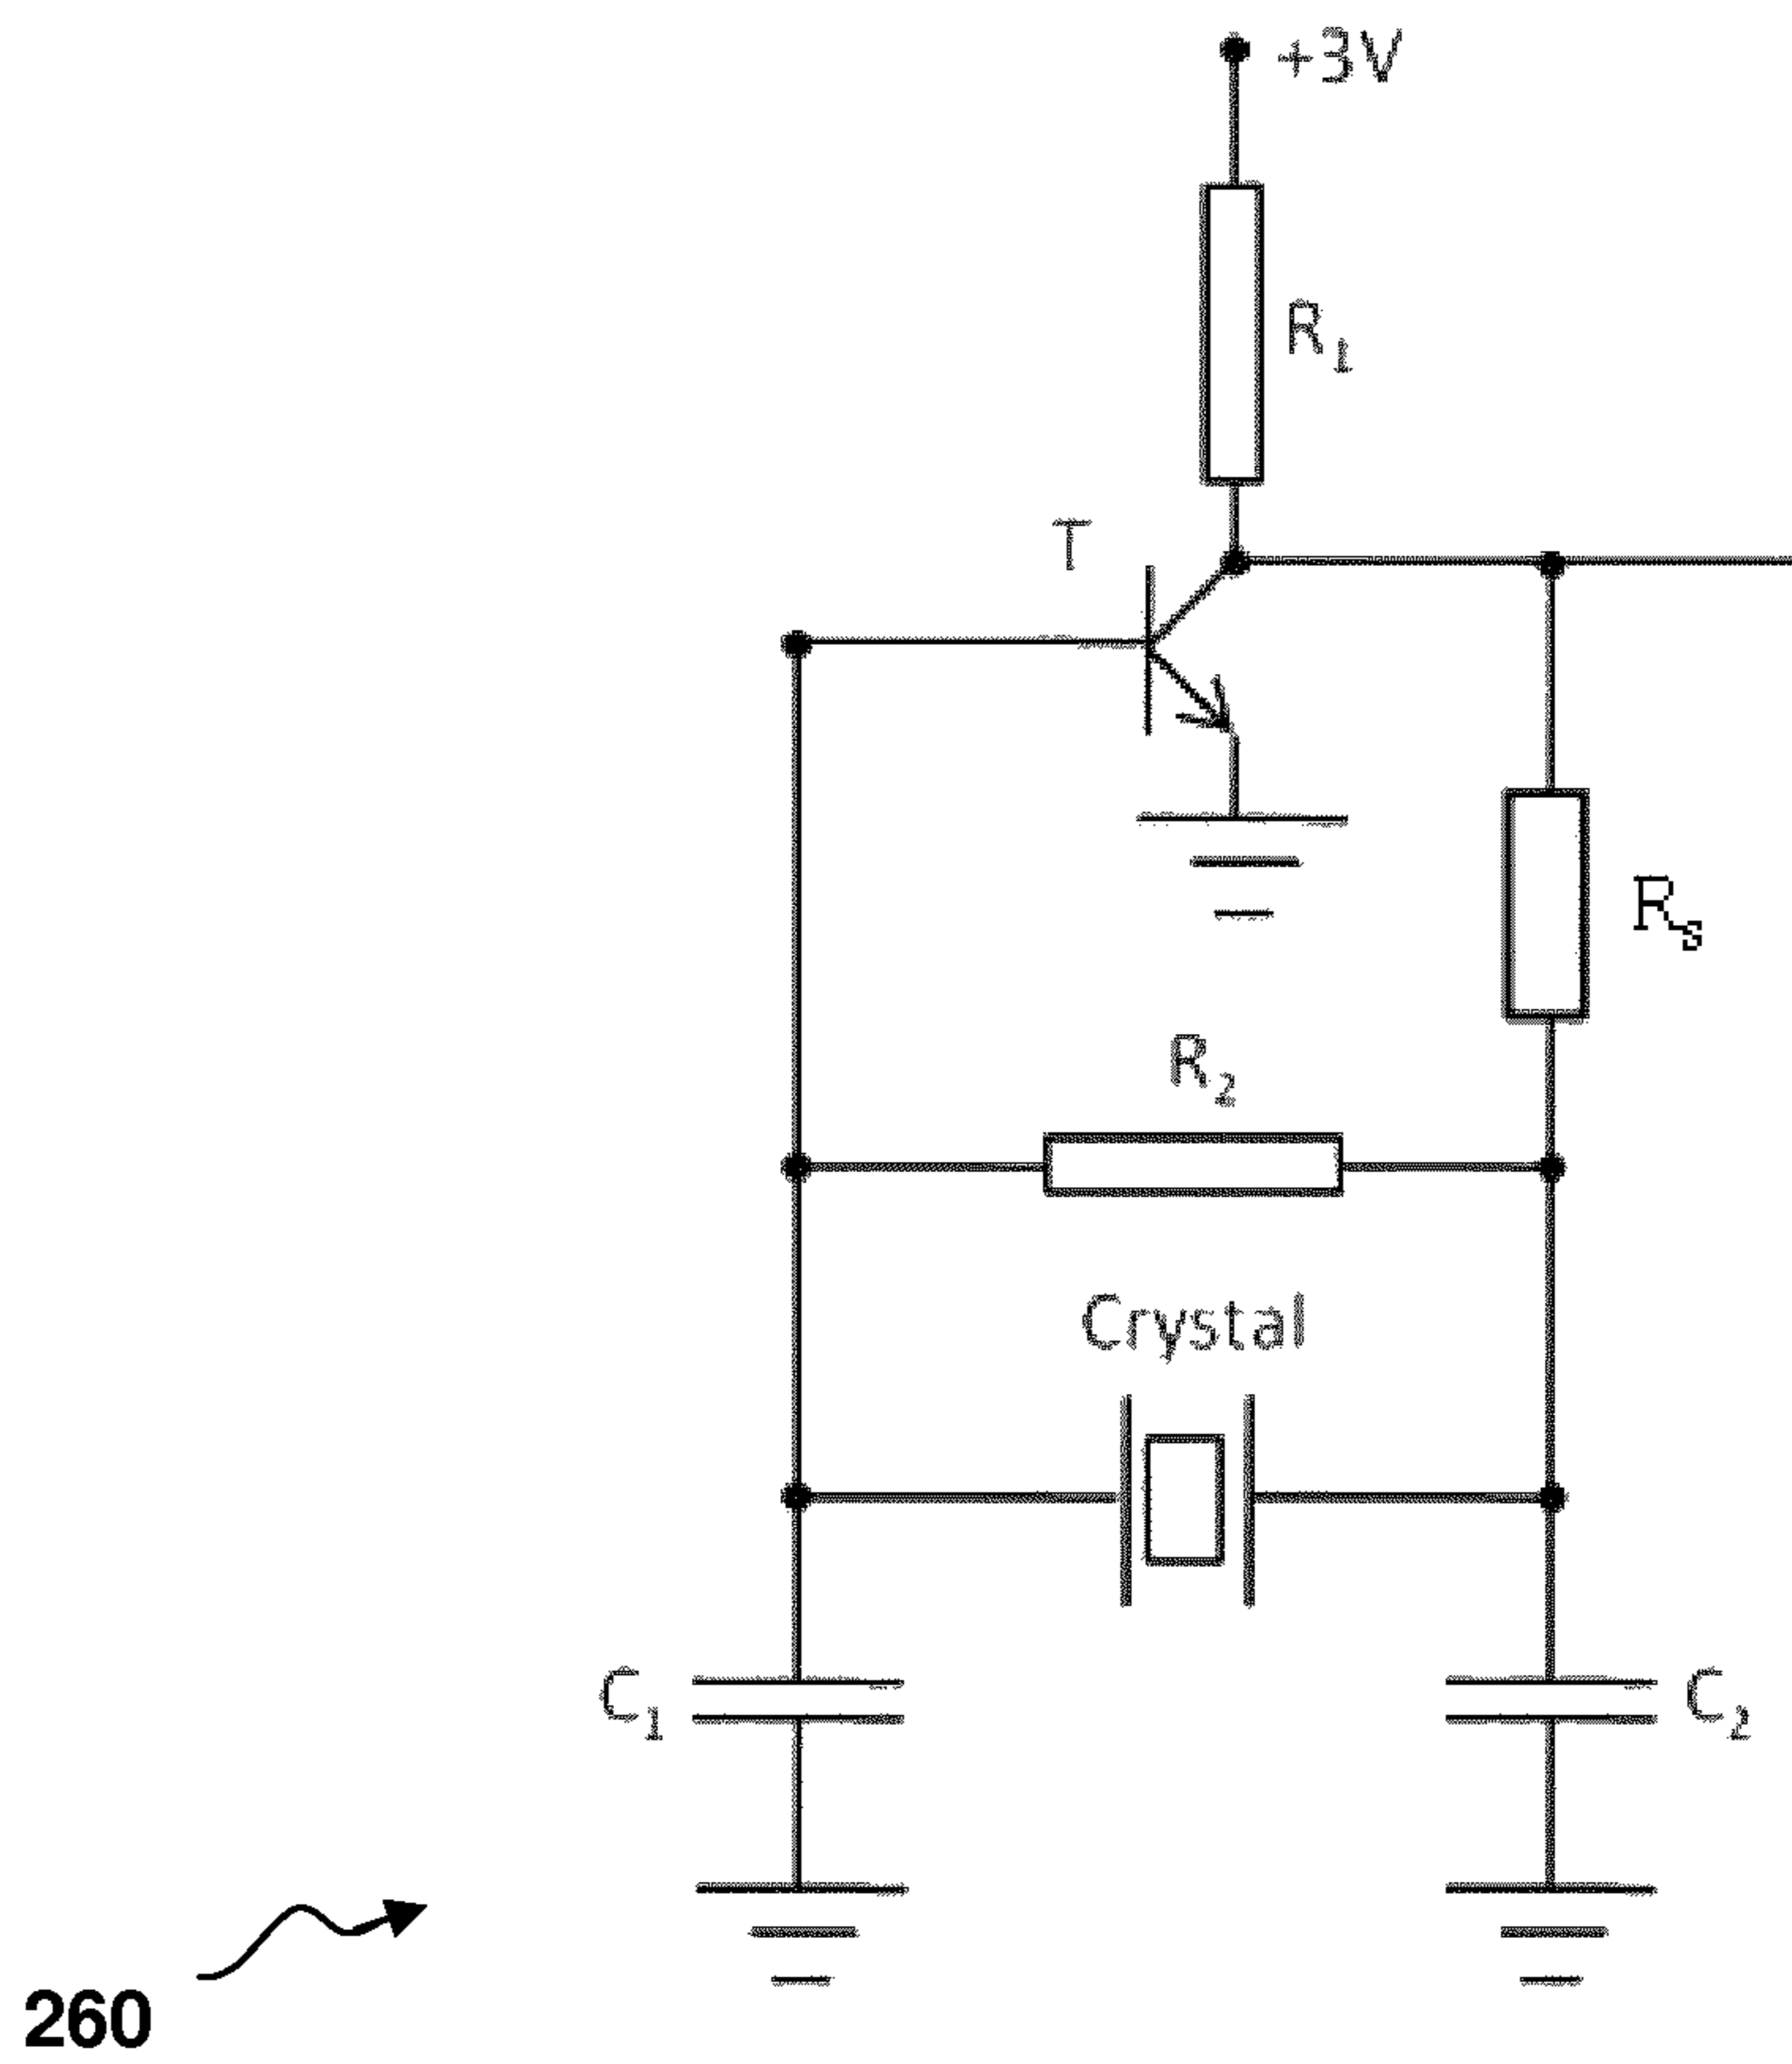 +3V
R₁
T
Rₛ
R₂
Crystal
C₁
C₂
260